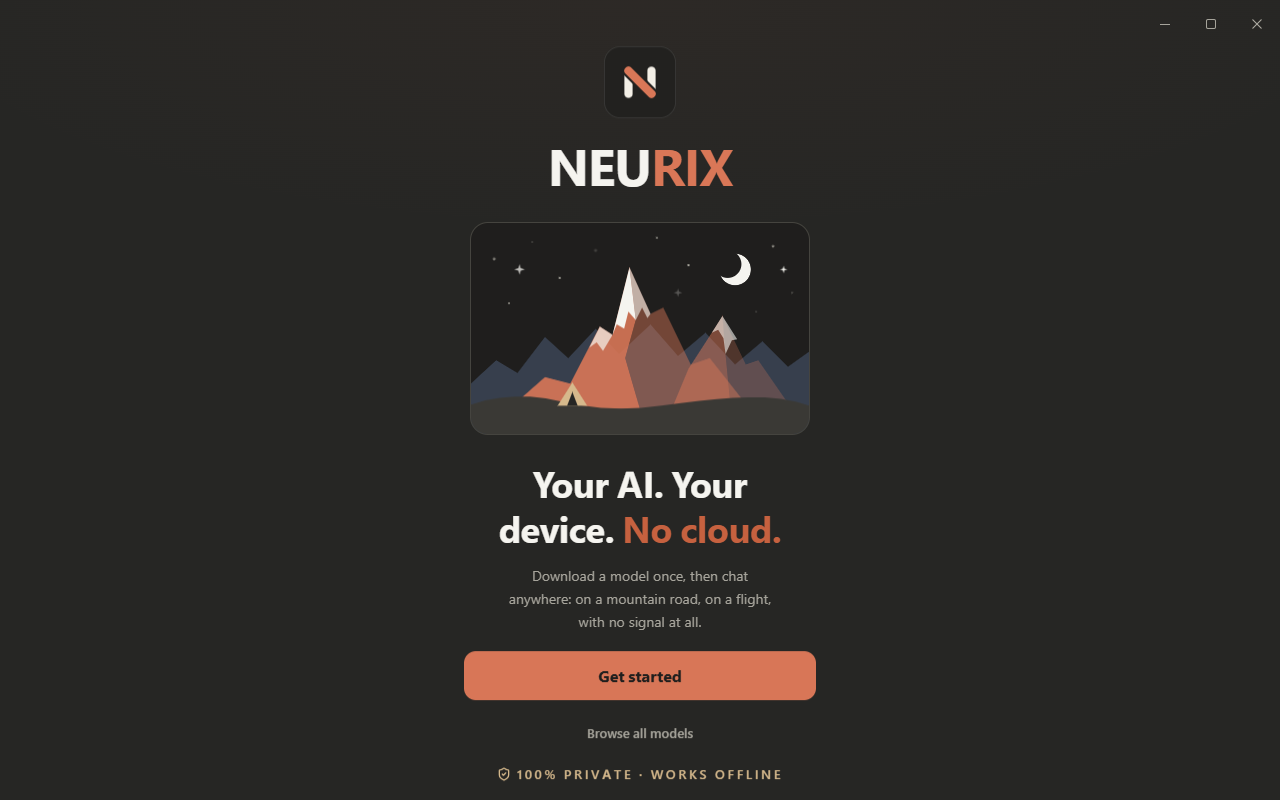 N
NEURIX
Your AI. Your
device. No cloud.
Download a model once, then chat
anywhere: on a mountain road, on a flight,
with no signal at all.
Get started
Browse all models
100% PRIVATE · WORKS OFFLINE